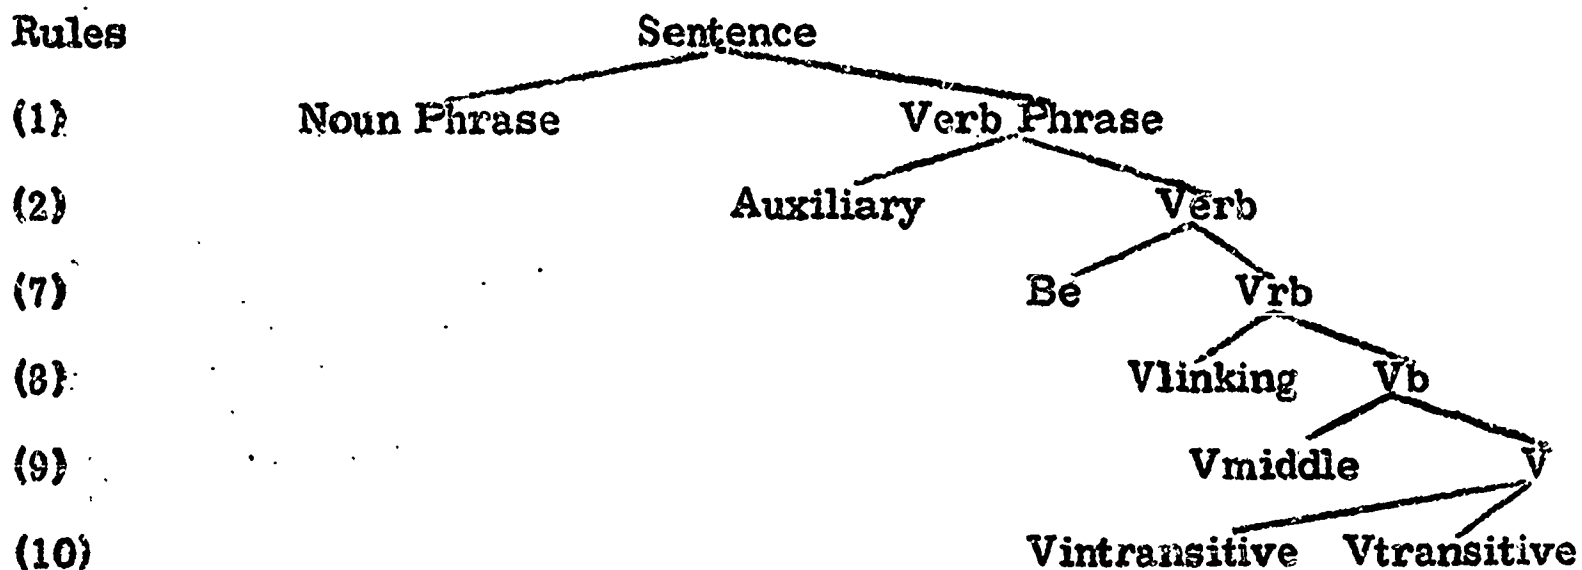 Rules Sentence
(1) Noun Phrase Verb Phrase
(2) Auxiliary Verb
(7) Be Vrb
(8) Vlinking Vb
(9) Vmiddle V
(10) Vintransitive Vtransitive